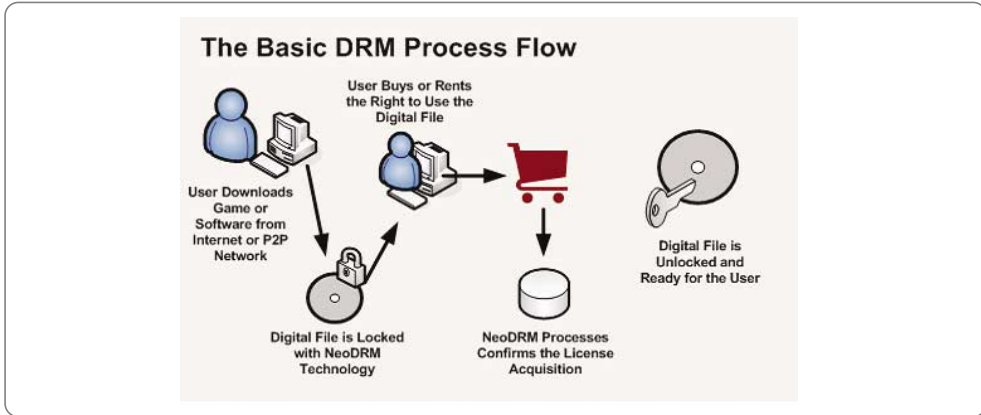 The Basic DRM Process Flow
User Downloads
Game or
Software from
Internet or P2P
Network
Digital File is Locked
with NeoDRM
Technology
User Buys or Rents
the Right to Use the
Digital File
NeoDRM Processes
Confirms the License
Acquisition
Digital File is
Unlocked and
Ready for the User